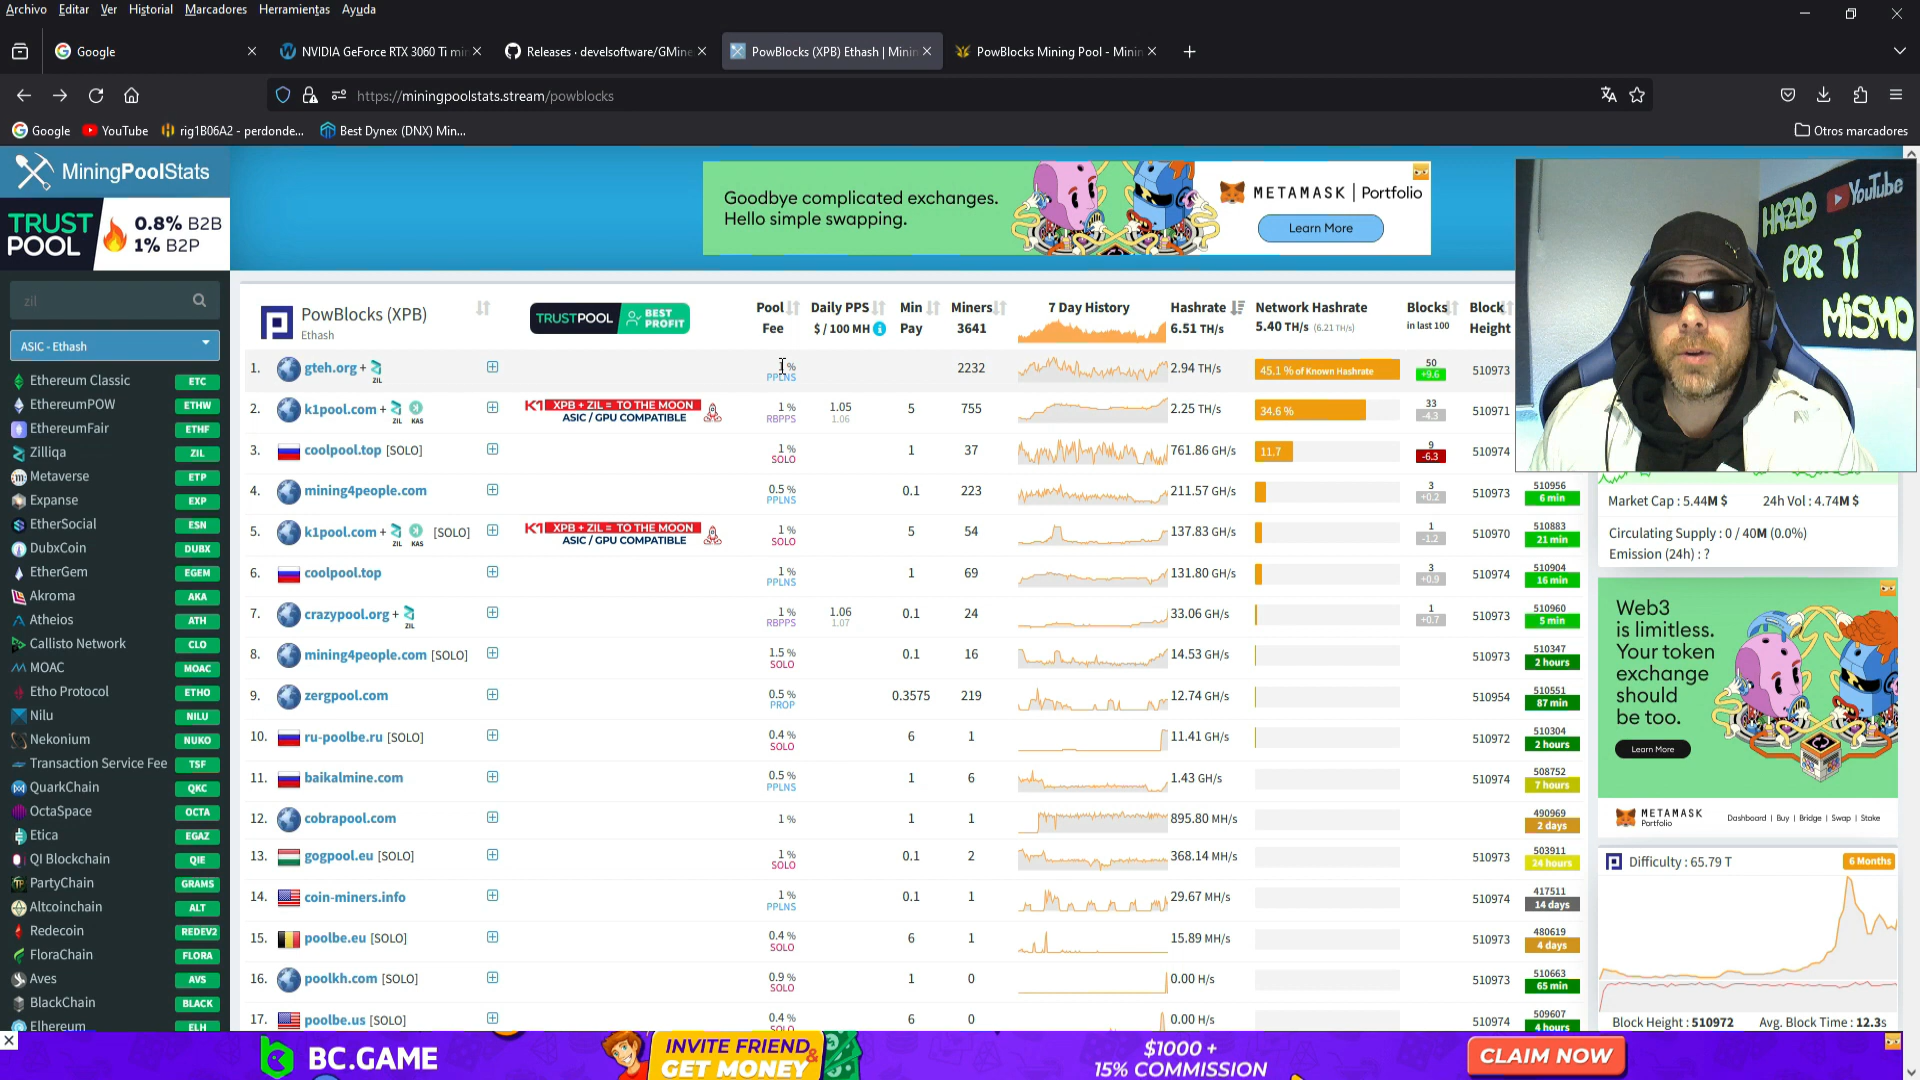 Archivo Editar Ver Historial Marcadores Herramientas Ayuda
Google
NVIDIA GeForce RTX 3060 Ti min
Releases · develsoftware/GMine
PowBlocks (XPB) Ethash | Minin
PowBlocks Mining Pool - Minin
https://miningpoolstats.stream/powblocks
Google YouTube rig1B06A2 - perdonde... Best Dynex (DNX) Min... Otros marcadores
MiningPoolStats
TRUST POOL 0.8% B2B
1% B2P
Goodbye complicated exchanges.
Hello simple swapping.
METAMASK | Portfolio
Learn More
HAZLO
POR TI
MISMO
YouTube
zil
ASIC - Ethash
Ethereum Classic ETC
EthereumPOW ETHW
EthereumFair ETHF
Zilliqa ZIL
Metaverse ETP
Expanse EXP
EtherSocial ESN
DubxCoin DUBX
EtherGem EGEM
Akroma AKA
Atheios ATH
Callisto Network CLO
MOAC MOAC
Etho Protocol ETHO
Nilu NILU
Nekonium NUKO
Transaction Service Fee TSF
QuarkChain QKC
OctaSpace OCTA
Etica EGAZ
QI Blockchain QIE
PartyChain GRAMS
Altcoinchain ALT
Redecoin REDEV2
FloraChain FLORA
Aves AVS
BlackChain BLACK
Ethereum ELH
PowBlocks (XPB)
Ethash
TRUSTPOOL BEST PROFIT
Pool Fee
Daily PPS $ / 100 MH
Min Pay
Miners 3641
7 Day History
Hashrate 6.51 TH/s
Network Hashrate 5.40 TH/s (6.21 TH/s)
Blocks in last 100
Block Height
1. gteh.org + ZIL 1 % PPLNS 2232 2.94 TH/s 45.1 % of Known Hashrate 50 +9.6 510973
2. k1pool.com + ZIL KAS K1 XPB + ZIL = TO THE MOON ASIC / GPU COMPATIBLE 1 % RBPPS 1.05 1.06 5 755 2.25 TH/s 34.6 % 33 -4.3 510971
3. coolpool.top [SOLO] 1 % SOLO 1 37 761.86 GH/s 11.7 9 -6.3 510974
4. mining4people.com 0.5 % PPLNS 0.1 223 211.57 GH/s 3 +0.2 510973 510956 6 min
5. k1pool.com + ZIL KAS [SOLO] K1 XPB + ZIL = TO THE MOON ASIC / GPU COMPATIBLE 1 % SOLO 5 54 137.83 GH/s 1 -1.2 510970 510883 21 min
6. coolpool.top 1 % PPLNS 1 69 131.80 GH/s 3 +0.9 510974 510904 16 min
7. crazypool.org + ZIL 1 % RBPPS 1.06 1.07 0.1 24 33.06 GH/s 1 +0.7 510973 510960 5 min
8. mining4people.com [SOLO] 1.5 % SOLO 0.1 16 14.53 GH/s 510973 510347 2 hours
9. zergpool.com 0.5 % PROP 0.3575 219 12.74 GH/s 510954 510551 87 min
10. ru-poolbe.ru [SOLO] 0.4 % SOLO 6 1 11.41 GH/s 510972 510304 2 hours
11. baikalmine.com 0.5 % PPLNS 1 6 1.43 GH/s 510974 508752 7 hours
12. cobrapool.com 1 % 1 1 895.80 MH/s 490969 2 days
13. gogpool.eu [SOLO] 1 % SOLO 0.1 2 368.14 MH/s 510973 503911 24 hours
14. coin-miners.info 1 % PPLNS 0.1 1 29.67 MH/s 510974 417511 14 days
15. poolbe.eu [SOLO] 0.4 % SOLO 6 1 15.89 MH/s 510973 480619 4 days
16. poolkh.com [SOLO] 0.9 % SOLO 1 0 0.00 H/s 510973 510663 65 min
17. poolbe.us [SOLO] 0.4 % SOLO 6 0 0.00 H/s 510974 509607 4 hours
Market Cap : 5.44M $ 24h Vol : 4.74M $
Circulating Supply : 0 / 40M (0.0%)
Emission (24h) : ?
Web3
is limitless.
Your token
exchange
should
be too.
Learn More
METAMASK Portfolio
Dashboard | Buy | Bridge | Swap | Stake
Difficulty : 65.79 T 6 Months
Block Height : 510972 Avg. Block Time : 12.3s
BC.GAME
INVITE FRIEND
GET MONEY
$1000 +
15% COMMISSION
CLAIM NOW